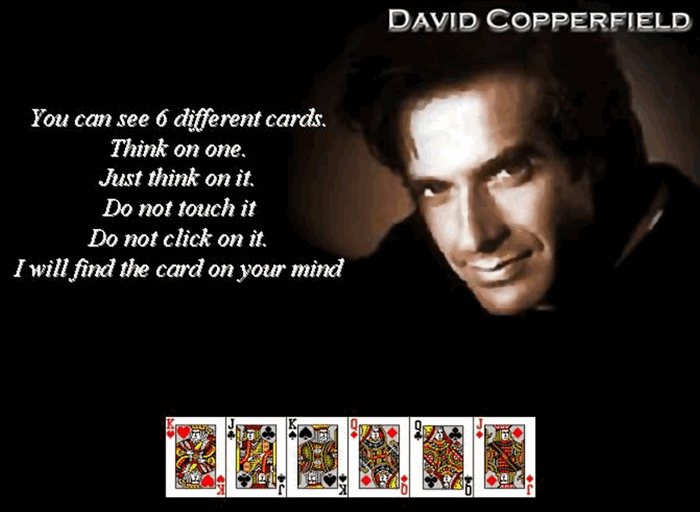 DAVID COPPERFIELD
You can see 6 different cards.
Think on one.
Just think on it.
Do not touch it
Do not click on it.
I will find the card on your mind
K J K Q Q J
K J K Q Q J